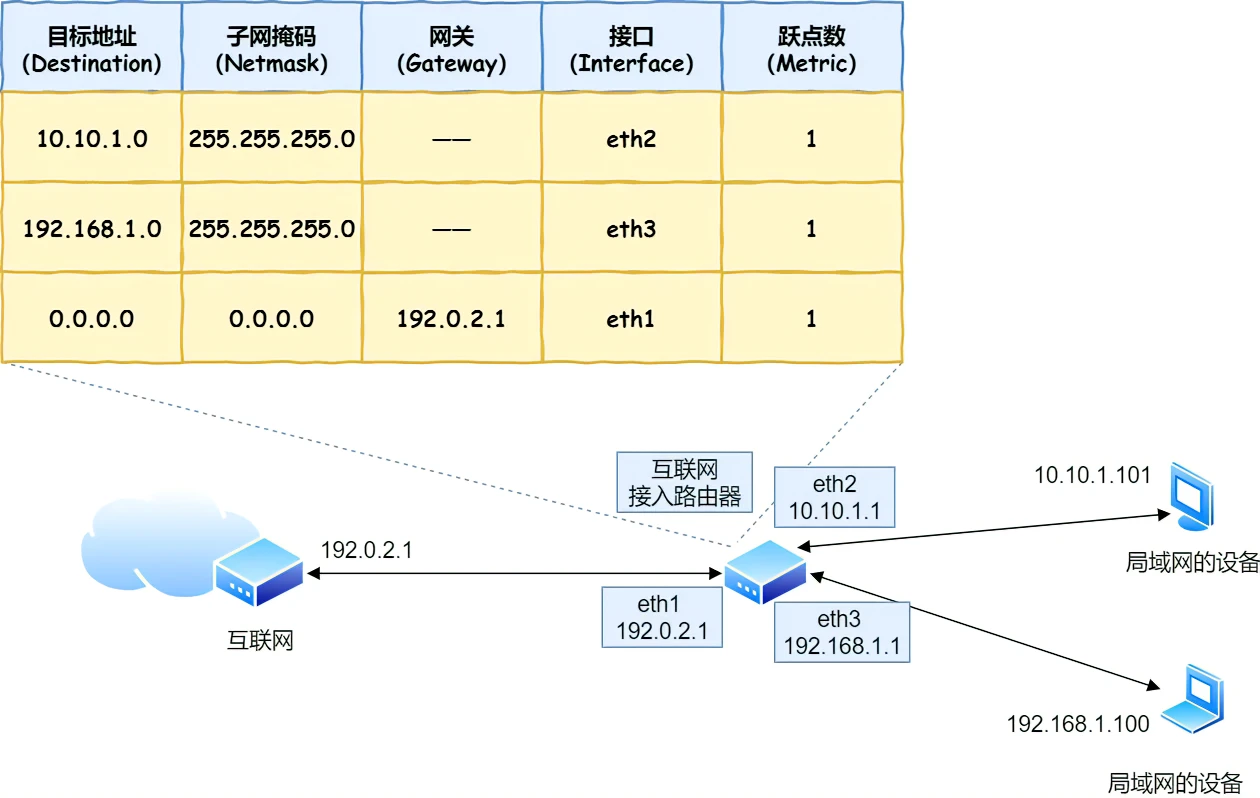 目标地址 子网掩码 网关 接口 跃点数
(Destination) (Netmask) (Gateway) (Interface) (Metric)
10.10.1.0 255.255.255.0 —— eth2 1
192.168.1.0 255.255.255.0 —— eth3 1
0.0.0.0 0.0.0.0 192.0.2.1 eth1 1
互联网
接入路由器
eth2
10.10.1.1
10.10.1.101
局域网的设备
192.0.2.1
互联网
eth1
192.0.2.1
eth3
192.168.1.1
192.168.1.100
局域网的设备